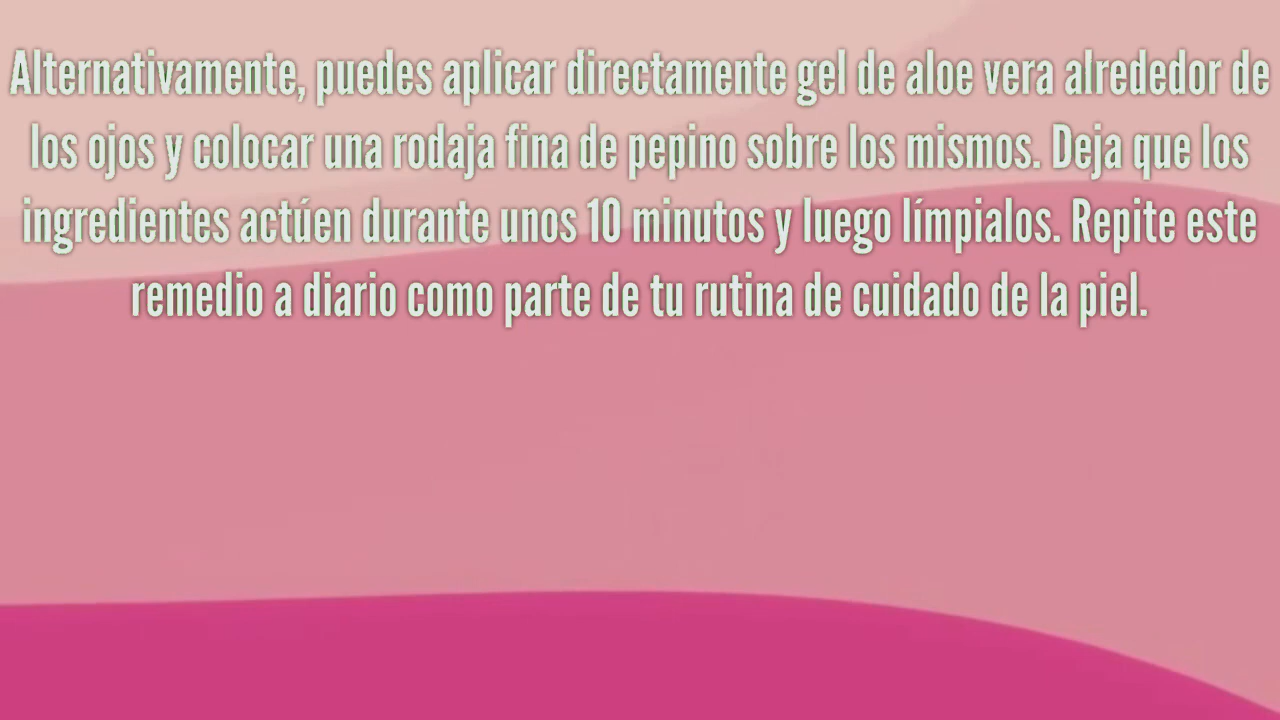 Alternativamente, puedes aplicar directamente gel de aloe vera alrededor de
los ojos y colocar una rodaja fina de pepino sobre los mismos. Deja que los
ingredientes actúen durante unos 10 minutos y luego límpialos. Repite este
remedio a diario como parte de tu rutina de cuidado de la piel.